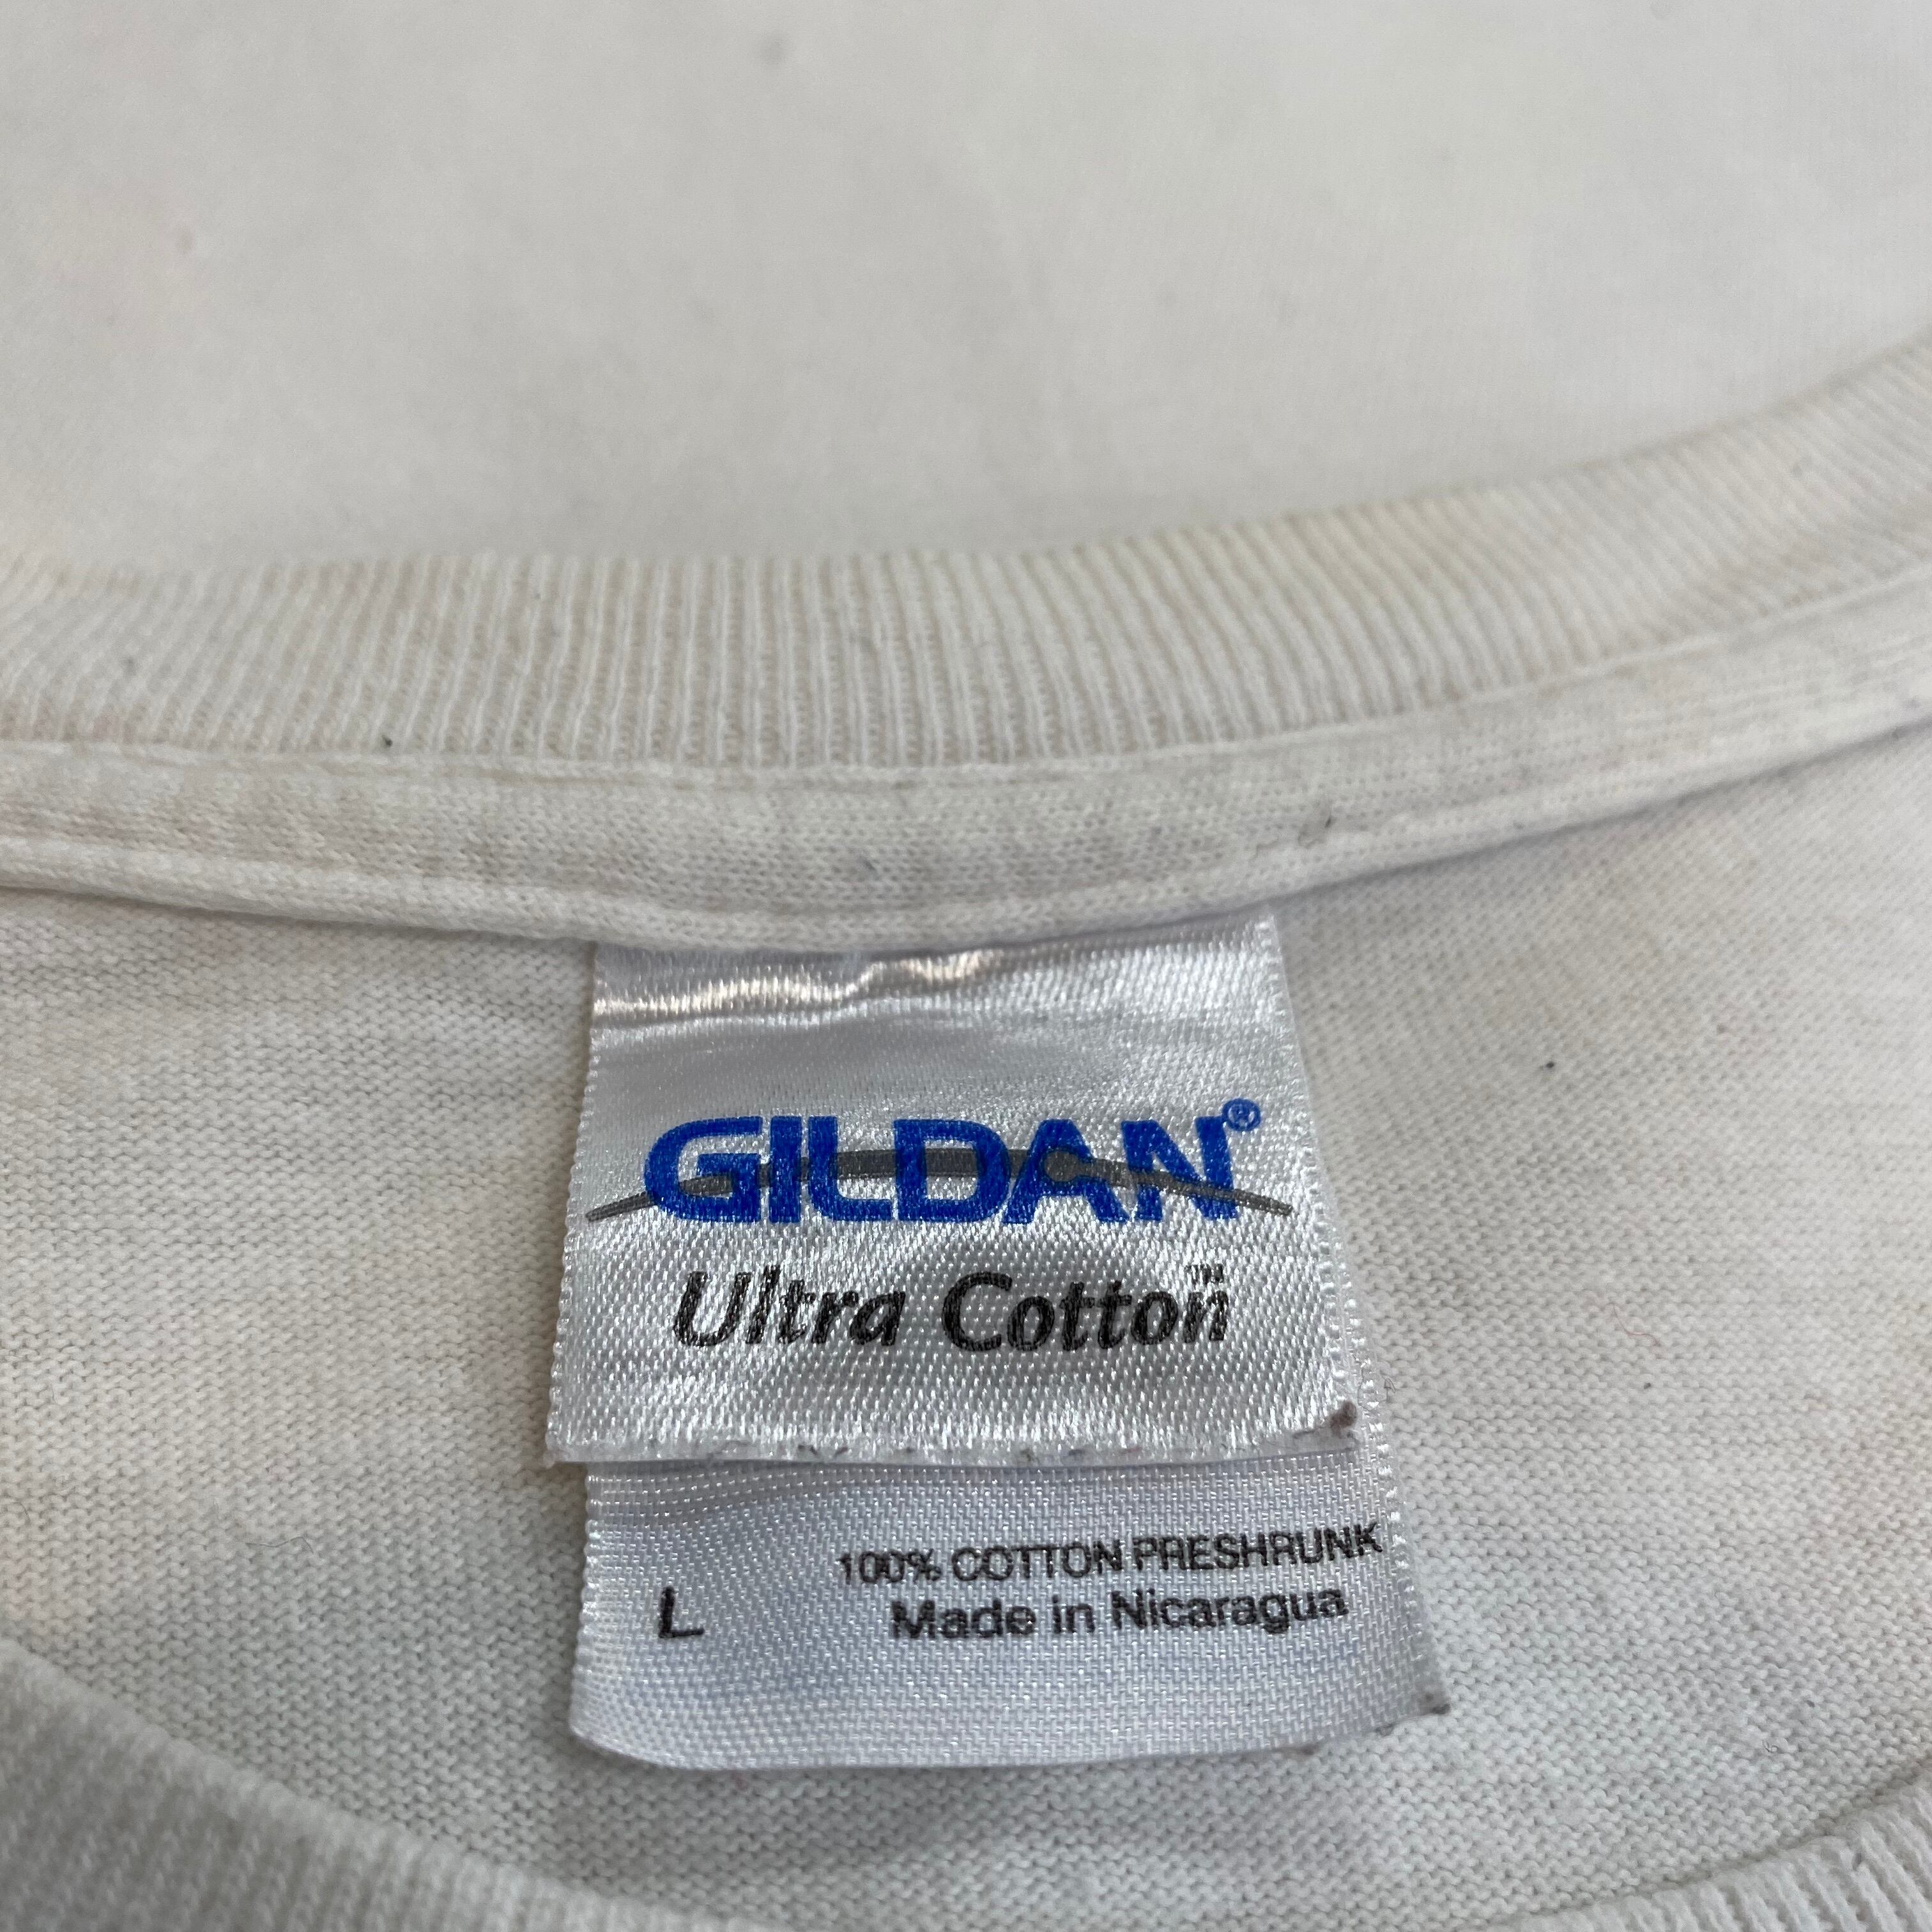 GILDAN®
Ultra Cotton™
100% COTTON PRESHRUNK
L Made in Nicaragua